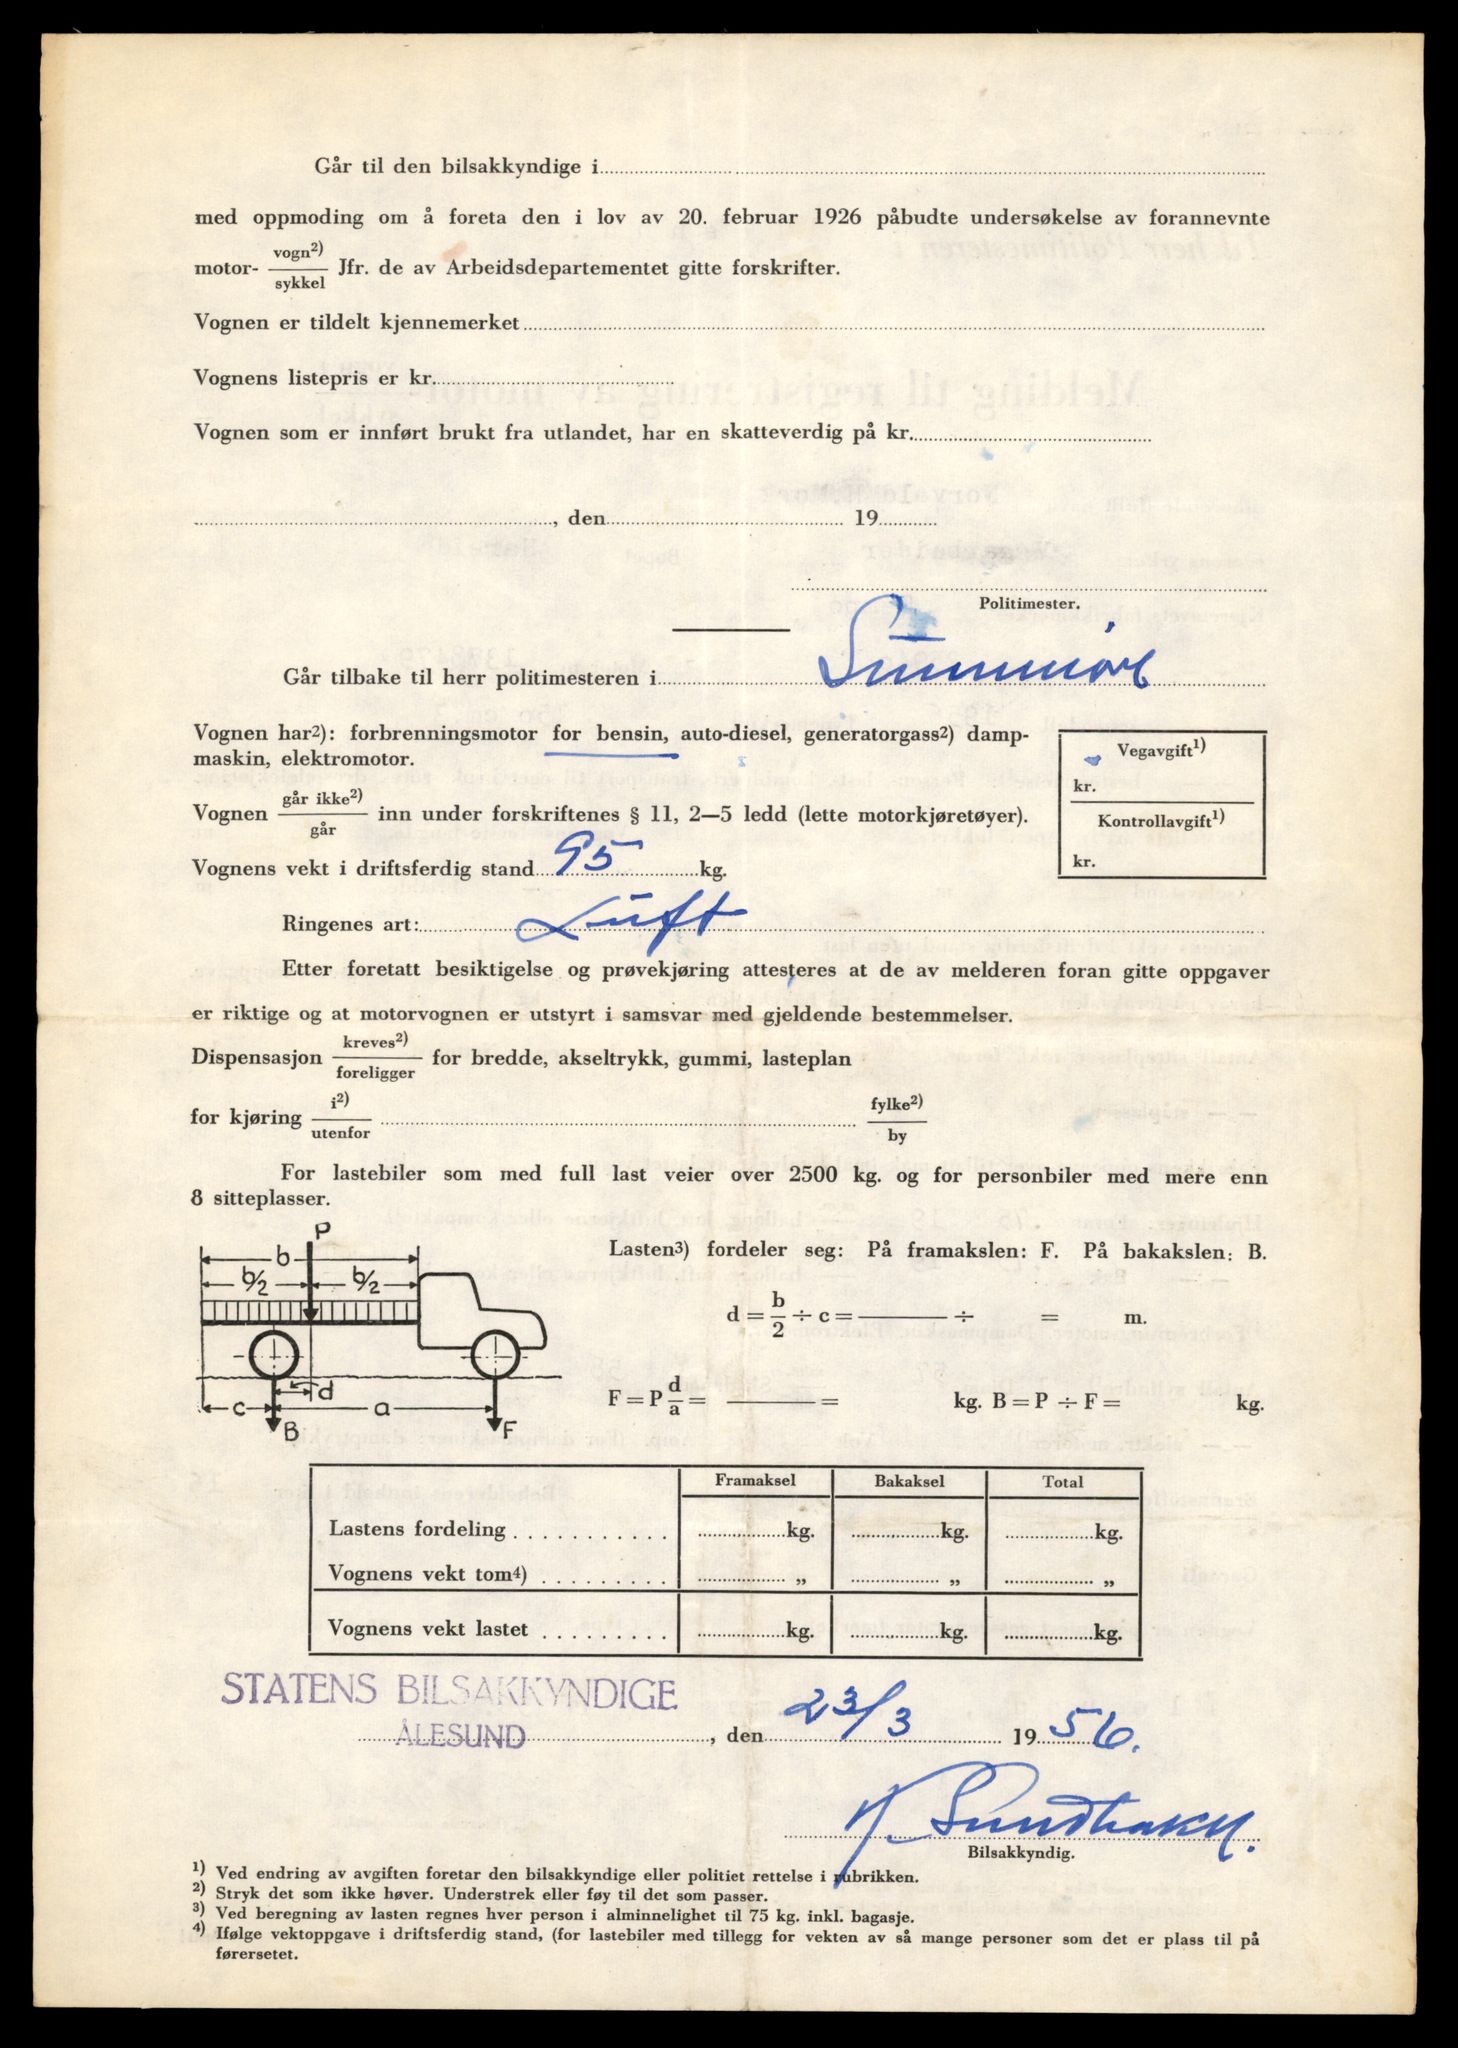 Går til den bilsakkyndige i
med oppmoding om å foreta den i lov av 20. februar 1926 påbudte undersøkelse av forannevnte
motor- vogn2)/sykkel Jfr. de av Arbeidsdepartementet gitte forskrifter.
Vognen er tildelt kjennemerket
Vognens listepris er kr.
Vognen som er innført brukt fra utlandet, har en skatteverdig på kr.
, den 19
Politimester.
Går tilbake til herr politimesteren i Sunnmøre
Vognen har2): forbrenningsmotor for bensin, auto-diesel, generatorgass2) damp-
maskin, elektromotor.
Vegavgift1)
kr.
Kontrollavgift1)
kr.
Vognen går ikke2)/går inn under forskriftenes § 11, 2—5 ledd (lette motorkjøretøyer).
Vognens vekt i driftsferdig stand 95 kg.
Ringenes art: Luft
Etter foretatt besiktigelse og prøvekjøring attesteres at de av melderen foran gitte oppgaver
er riktige og at motorvognen er utstyrt i samsvar med gjeldende bestemmelser.
Dispensasjon kreves2)/foreligger for bredde, akseltrykk, gummi, lasteplan
for kjøring i2)/utenfor fylke2)/by
For lastebiler som med full last veier over 2500 kg. og for personbiler med mere enn
8 sitteplasser.
P
b
b/2 b/2
d
c a
B F
Lasten3) fordeler seg: På framakslen: F. På bakakslen: B.
d = b/2 ÷ c = ——— ÷ = m.
F = P d/a = ——— = kg. B = P ÷ F = kg.
Framaksel Bakaksel Total
Lastens fordeling . . . . . . . . . . . kg. kg. kg.
Vognens vekt tom4) . . . . . . . . . „ „ „
Vognens vekt lastet . . . . . . . . . kg. kg. kg.
STATENS BILSAKKYNDIGE
ÅLESUND , den 23/3 19 56.
Bilsakkyndig.
1) Ved endring av avgiften foretar den bilsakkyndige eller politiet rettelse i rubrikken.
2) Stryk det som ikke høver. Understrek eller føy til det som passer.
3) Ved beregning av lasten regnes hver person i alminnelighet til 75 kg. inkl. bagasje.
4) Ifølge vektoppgave i driftsferdig stand, (for lastebiler med tillegg for vekten av så mange personer som det er plass til på
førersetet.